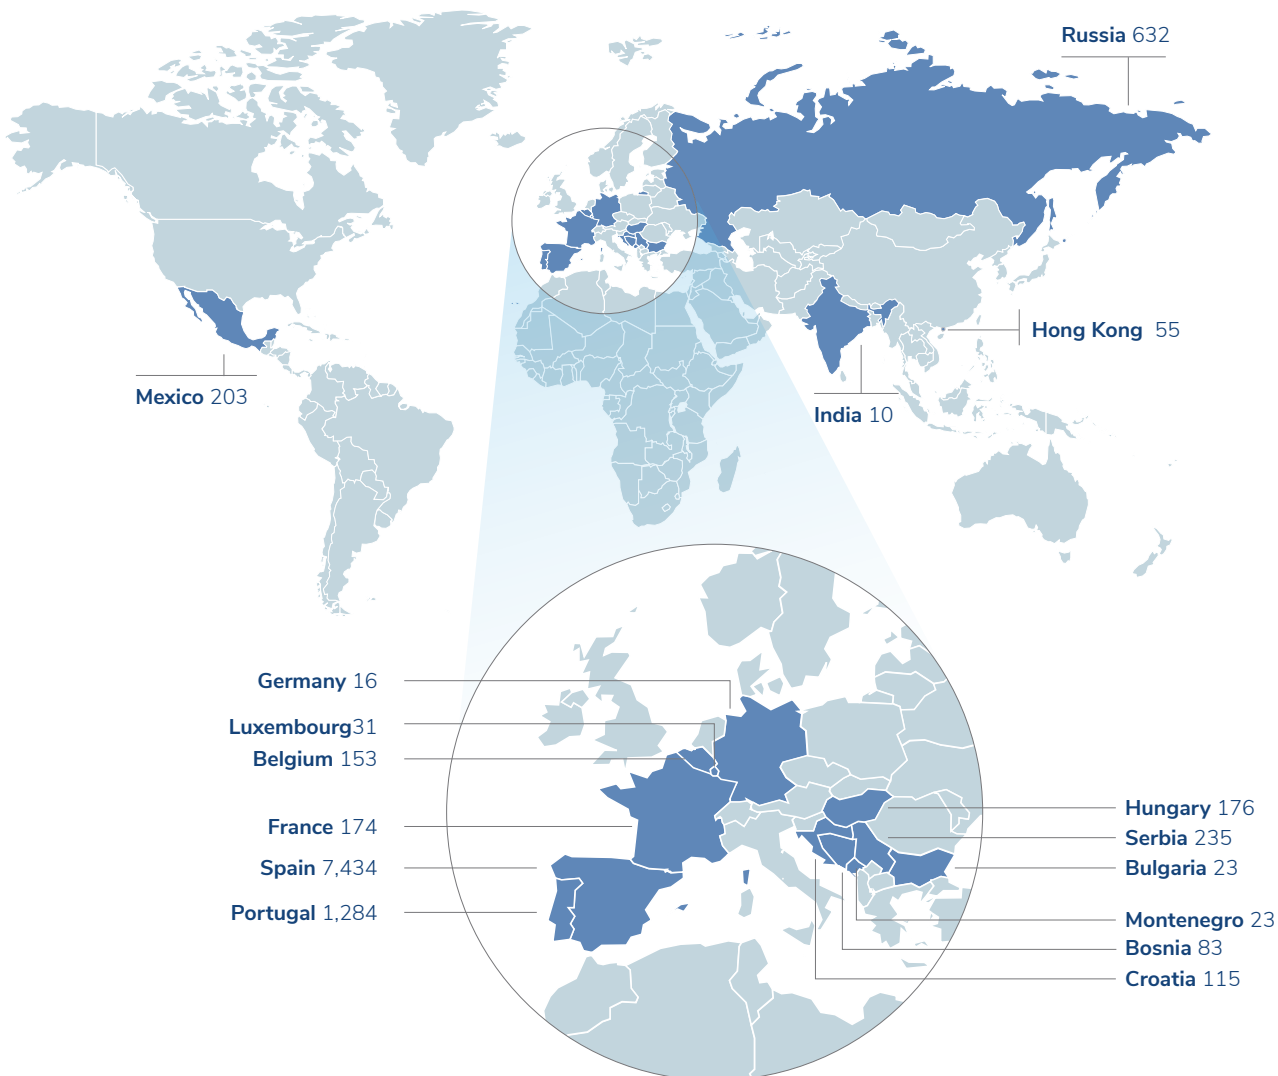 Russia 632
Hong Kong 55
Mexico 203
India 10
Germany 16
Luxembourg31
Belgium 153
France 174
Spain 7,434
Portugal 1,284
Hungary 176
Serbia 235
Bulgaria 23
Montenegro 23
Bosnia 83
Croatia 115